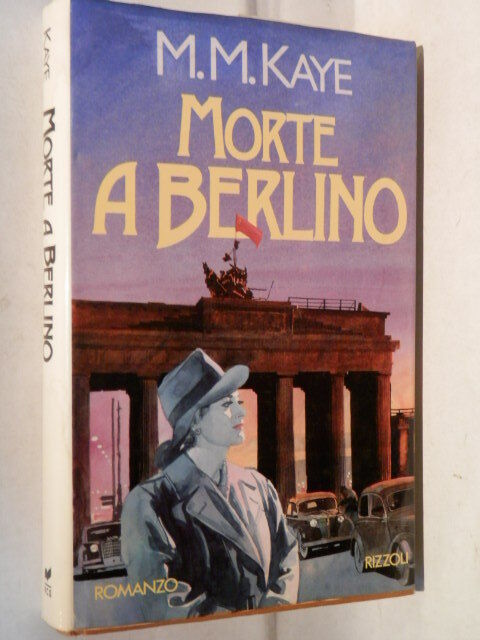 KAYE MORTE A BERLINO
M.M. KAYE
MORTE
A BERLINO
ROMANZO
RIZZOLI